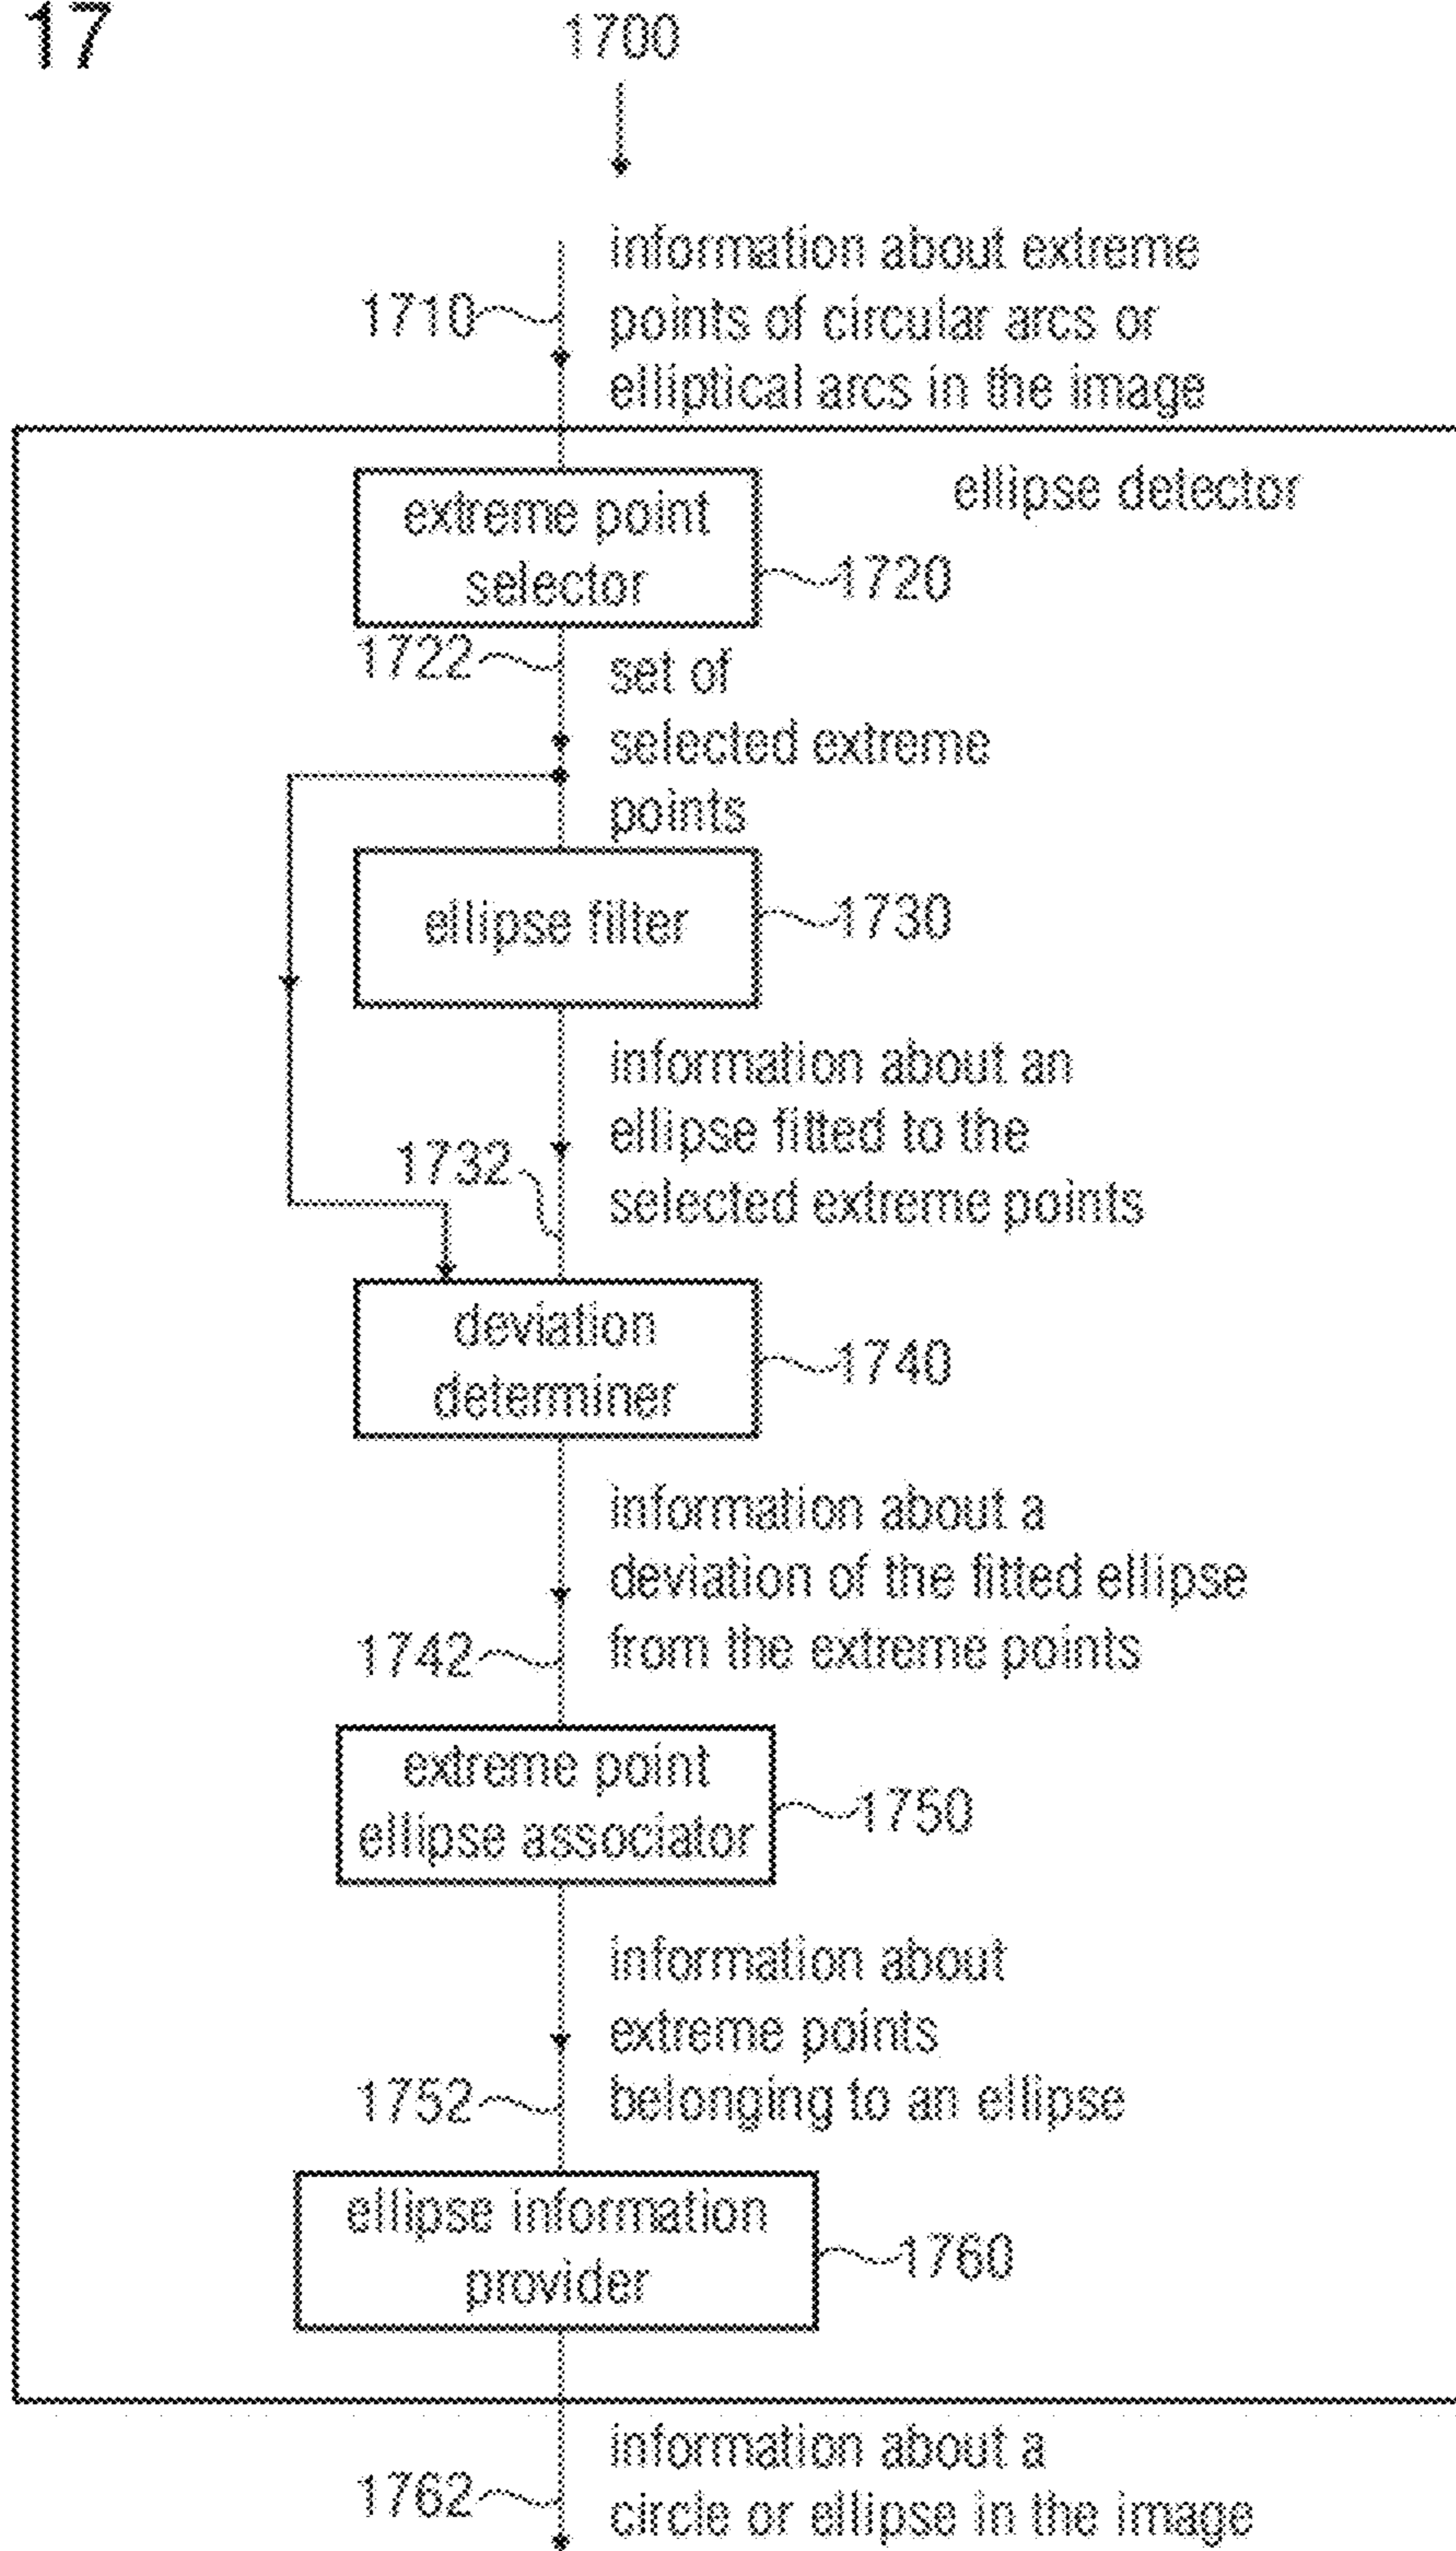 17
1700
information about extreme
points of circular arcs or
elliptical arcs in the image
1710
ellipse detector
extreme point
selector
1720
1722
set of
selected extreme
points
ellipse filter
1730
information about an
ellipse fitted to the
selected extreme points
1732
deviation
determiner
1740
information about a
deviation of the fitted ellipse
from the extreme points
1742
extreme point
ellipse associator
1750
information about
extreme points
belonging to an ellipse
1752
ellipse information
provider
1760
information about a
circle or ellipse in the image
1762